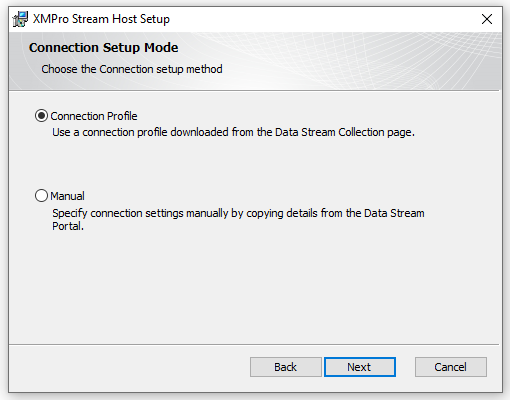 XMPro Stream Host Setup
Connection Setup Mode
Choose the Connection setup method
Connection Profile
Use a connection profile downloaded from the Data Stream Collection page.
Manual
Specify connection settings manually by copying details from the Data Stream
Portal.
Back Next Cancel